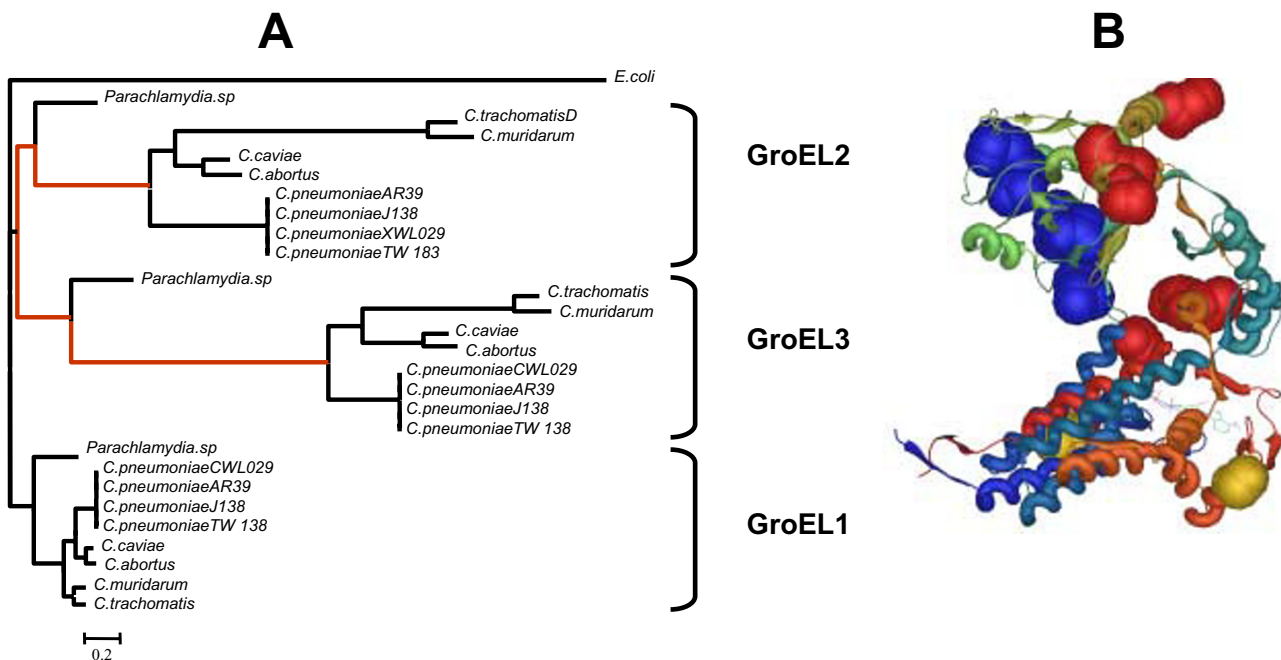 A
B
E.coli
Parachlamydia.sp
C.trachomatisD
C.muridarum
C.caviae
C.abortus
C.pneumoniaeAR39
C.pneumoniaeJ138
C.pneumoniaeXWL029
C.pneumoniaeTW 183
GroEL2
Parachlamydia.sp
C.trachomatis
C.muridarum
C.caviae
C.abortus
C.pneumoniaeCWL029
C.pneumoniaeAR39
C.pneumoniaeJ138
C.pneumoniaeTW 138
GroEL3
Parachlamydia.sp
C.pneumoniaeCWL029
C.pneumoniaeAR39
C.pneumoniaeJ138
C.pneumoniaeTW 138
C.caviae
C.abortus
C.muridarum
C.trachomatis
GroEL1
0.2